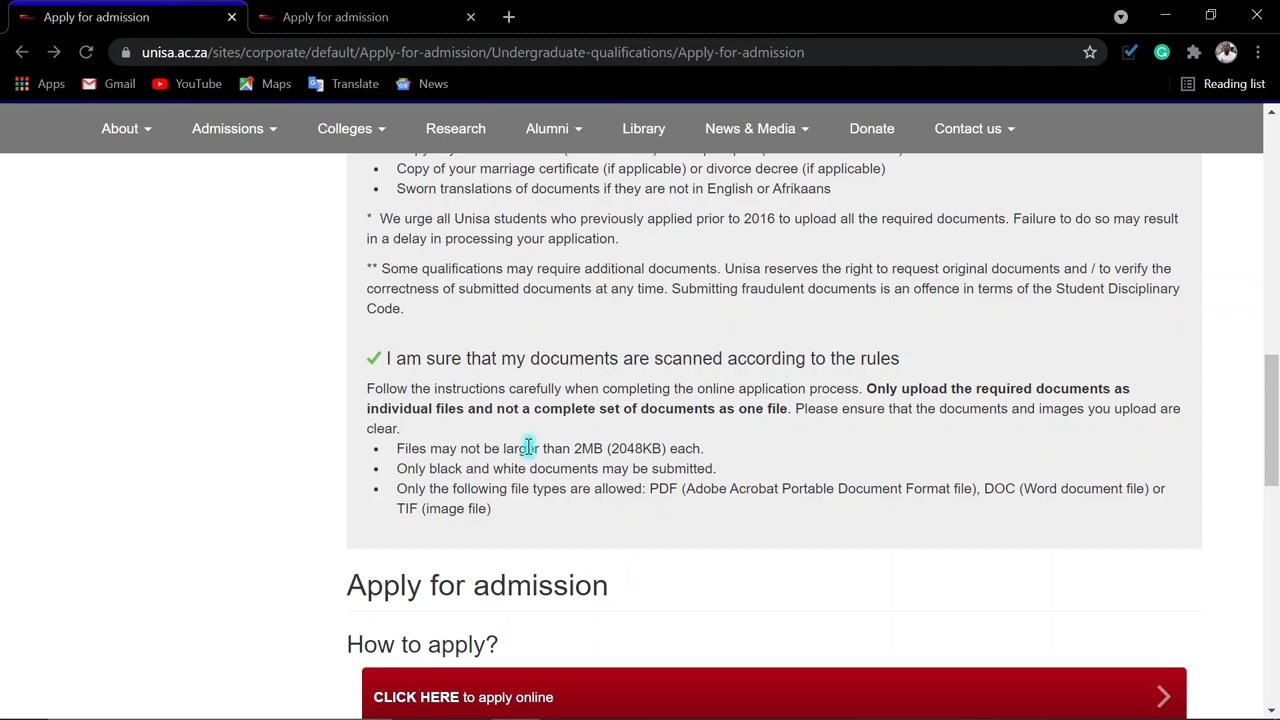 Apply for admission
Apply for admission
unisa.ac.za/sites/corporate/default/Apply-for-admission/Undergraduate-qualifications/Apply-for-admission
Apps Gmail YouTube Maps Translate News Reading list
About Admissions Colleges Research Alumni Library News & Media Donate Contact us
Copy of your marriage certificate (if applicable) or divorce decree (if applicable)
Sworn translations of documents if they are not in English or Afrikaans
* We urge all Unisa students who previously applied prior to 2016 to upload all the required documents. Failure to do so may result
in a delay in processing your application.
** Some qualifications may require additional documents. Unisa reserves the right to request original documents and / to verify the
correctness of submitted documents at any time. Submitting fraudulent documents is an offence in terms of the Student Disciplinary
Code.
I am sure that my documents are scanned according to the rules
Follow the instructions carefully when completing the online application process. Only upload the required documents as
individual files and not a complete set of documents as one file. Please ensure that the documents and images you upload are
clear.
Files may not be larger than 2MB (2048KB) each.
Only black and white documents may be submitted.
Only the following file types are allowed: PDF (Adobe Acrobat Portable Document Format file), DOC (Word document file) or
TIF (image file)
Apply for admission
How to apply?
CLICK HERE to apply online